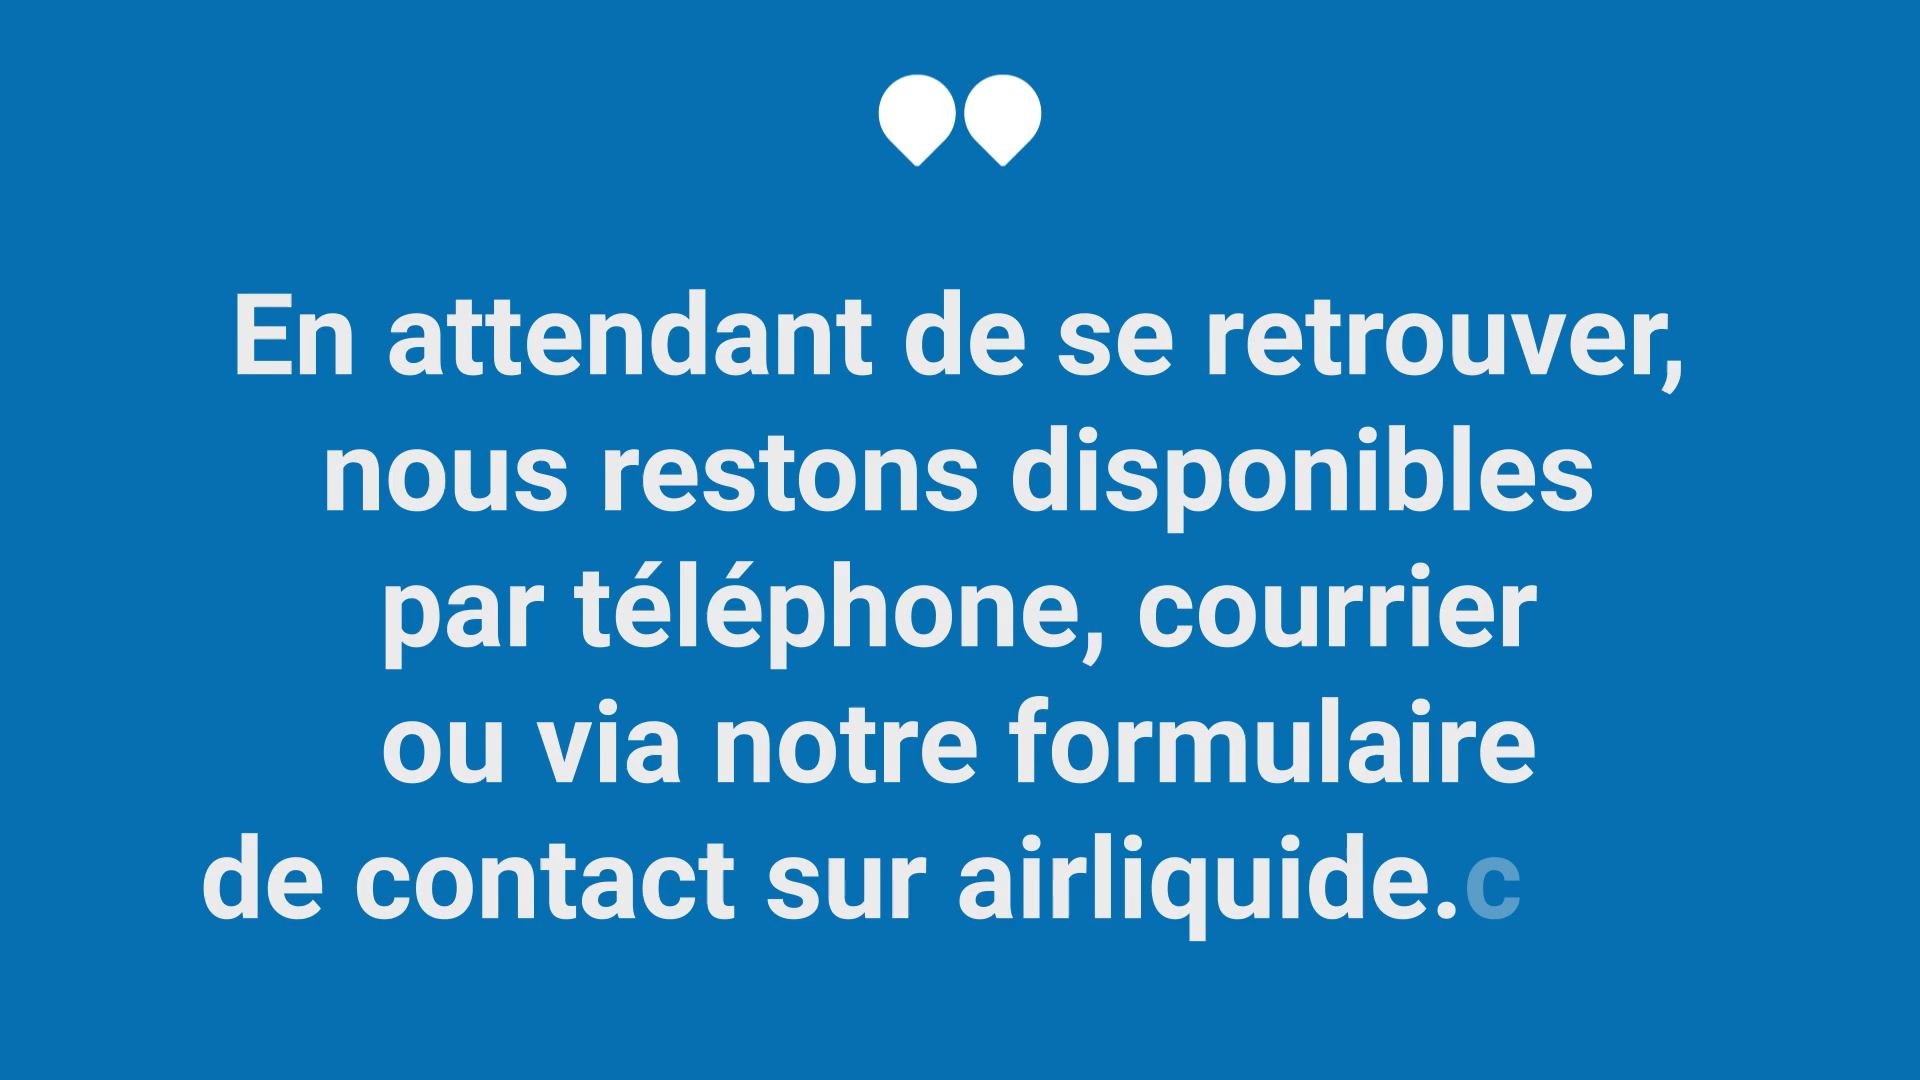 En attendant de se retrouver,
nous restons disponibles
par téléphone, courrier
ou via notre formulaire
de contact sur airliquide.c